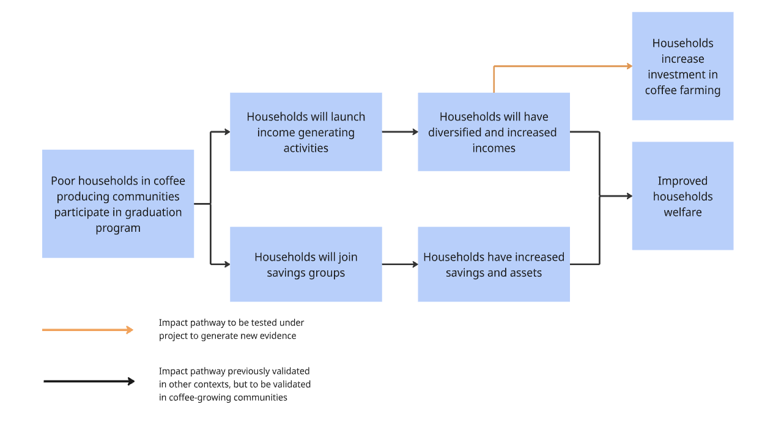 Households
increase
investment in
coffee farming
Households will launch
income generating
activities
Households will have
diversified and increased
incomes
Poor households in coffee
producing communities
participate in graduation
program
Improved
households
welfare
Households will join
savings groups
Households have increased
savings and assets
Impact pathway to be tested under
project to generate new evidence
Impact pathway previously validated
in other contexts, but to be validated
in coffee-growing communities